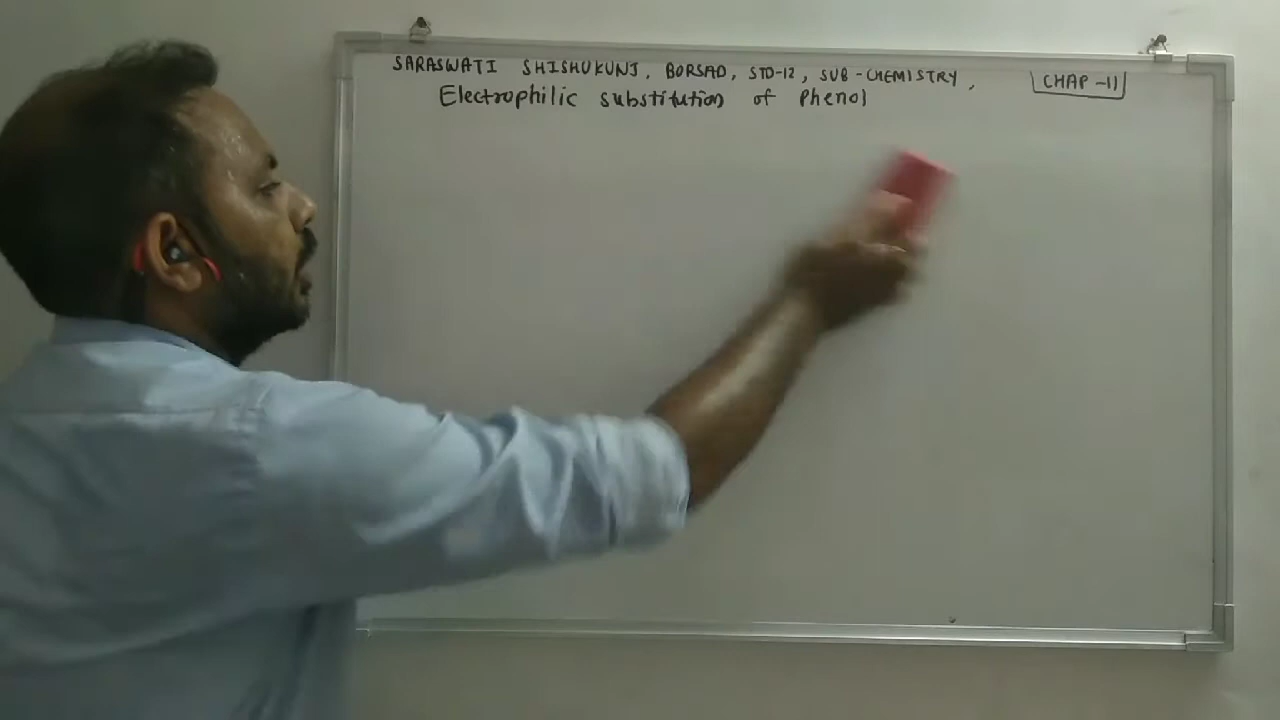 SARASWATI SHISHUKUNJ, BORSAD, STD-12, SUB-CHEMISTRY, CHAP-11
Electrophilic substitution of Phenol